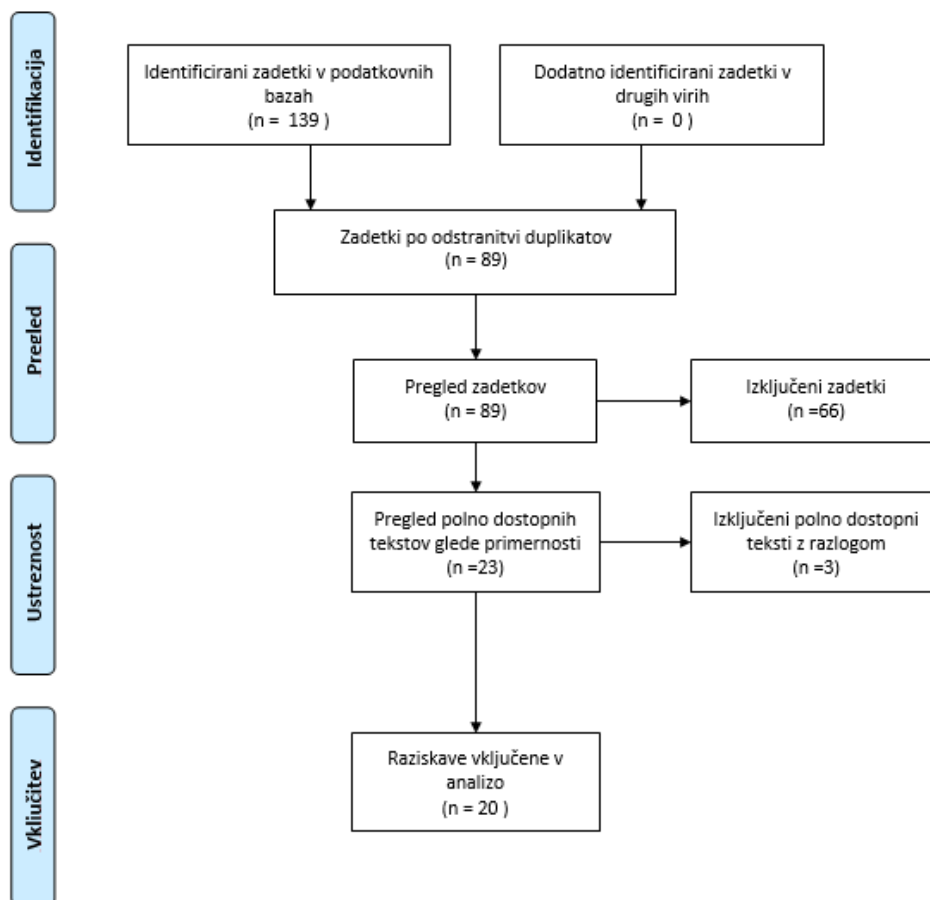 Identifikacija
Identificirani zadetki v podatkovnih
bazah
(n = 139 )
Dodatno identificirani zadetki v
drugih virih
(n = 0 )
Zadetki po odstranitvi duplikatov
(n = 89)
Pregled
Pregled zadetkov
(n = 89)
Izključeni zadetki
(n =66)
Ustreznost
Pregled polno dostopnih
tekstov glede primernosti
(n =23)
Izključeni polno dostopni
teksti z razlogom
(n =3)
Vključitev
Raziskave vključene v
analizo
(n = 20 )